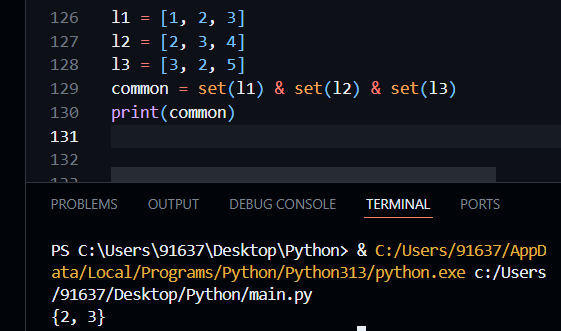 126 l1 = [1, 2, 3]
127 l2 = [2, 3, 4]
128 l3 = [3, 2, 5]
129 common = set(l1) & set(l2) & set(l3)
130 print(common)
131
132
PROBLEMS OUTPUT DEBUG CONSOLE TERMINAL PORTS
PS C:\Users\91637\Desktop\Python> & C:/Users/91637/AppD
ata/Local/Programs/Python/Python313/python.exe c:/Users
/91637/Desktop/Python/main.py
{2, 3}